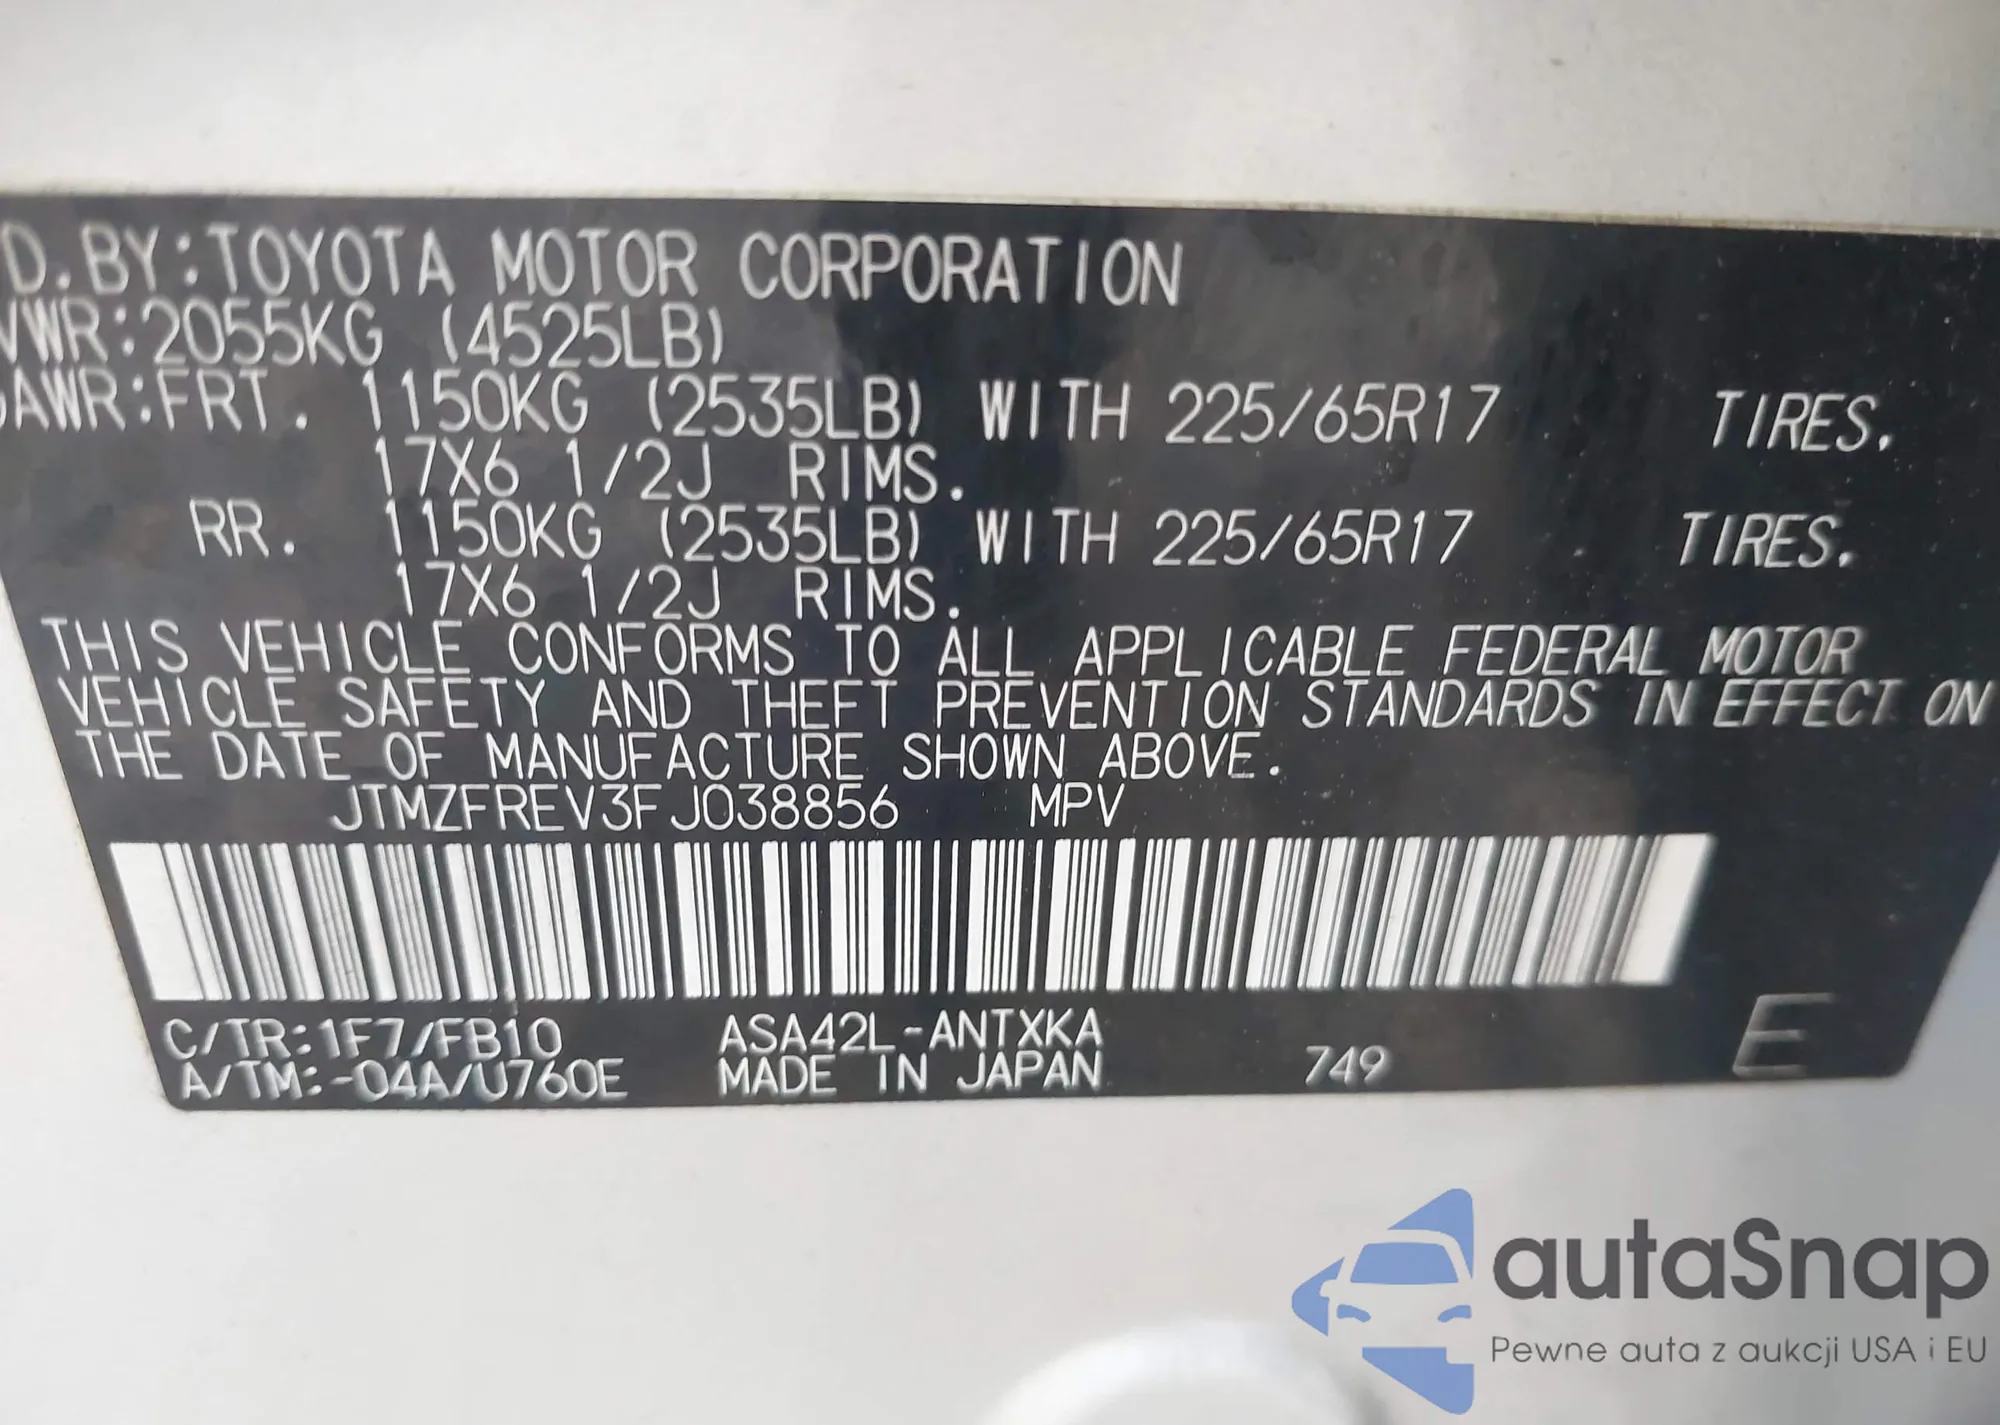 D.BY:TOYOTA MOTOR CORPORATION
VWR:2055KG (4525LB)
AWR:FRT. 1150KG (2535LB) WITH 225/65R17 TIRES,
17X6 1/2J RIMS.
RR. 1150KG (2535LB) WITH 225/65R17 TIRES,
17X6 1/2J RIMS.
THIS VEHICLE CONFORMS TO ALL APPLICABLE FEDERAL MOTOR
VEHICLE SAFETY AND THEFT PREVENTION STANDARDS IN EFFECT ON
THE DATE OF MANUFACTURE SHOWN ABOVE.
JTMZFREV3FJ038856 MPV
C/TR:1F7/FB10 ASA42L-ANTXKA
A/TM:-04A/U760E MADE IN JAPAN 749 E
autaSnap
Pewne auta z aukcji USA i EU